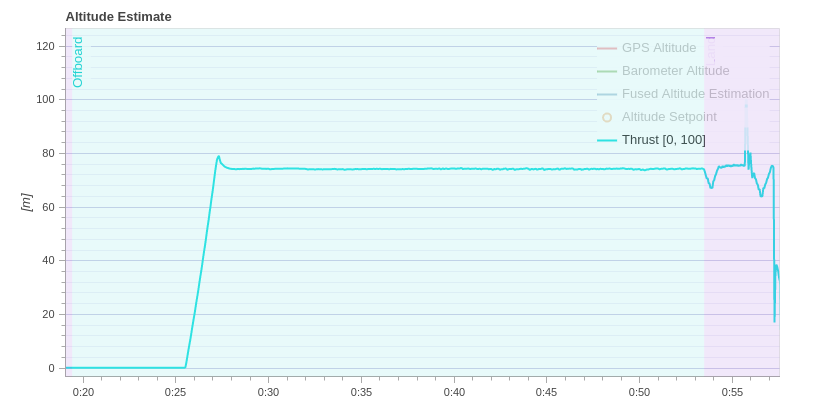 Altitude Estimate
Offboard
GPS Altitude
Barometer Altitude
Fused Altitude Estimation
Altitude Setpoint
Thrust [0, 100]
[m]
120
100
80
60
40
20
0
0:20
0:25
0:30
0:35
0:40
0:45
0:50
0:55